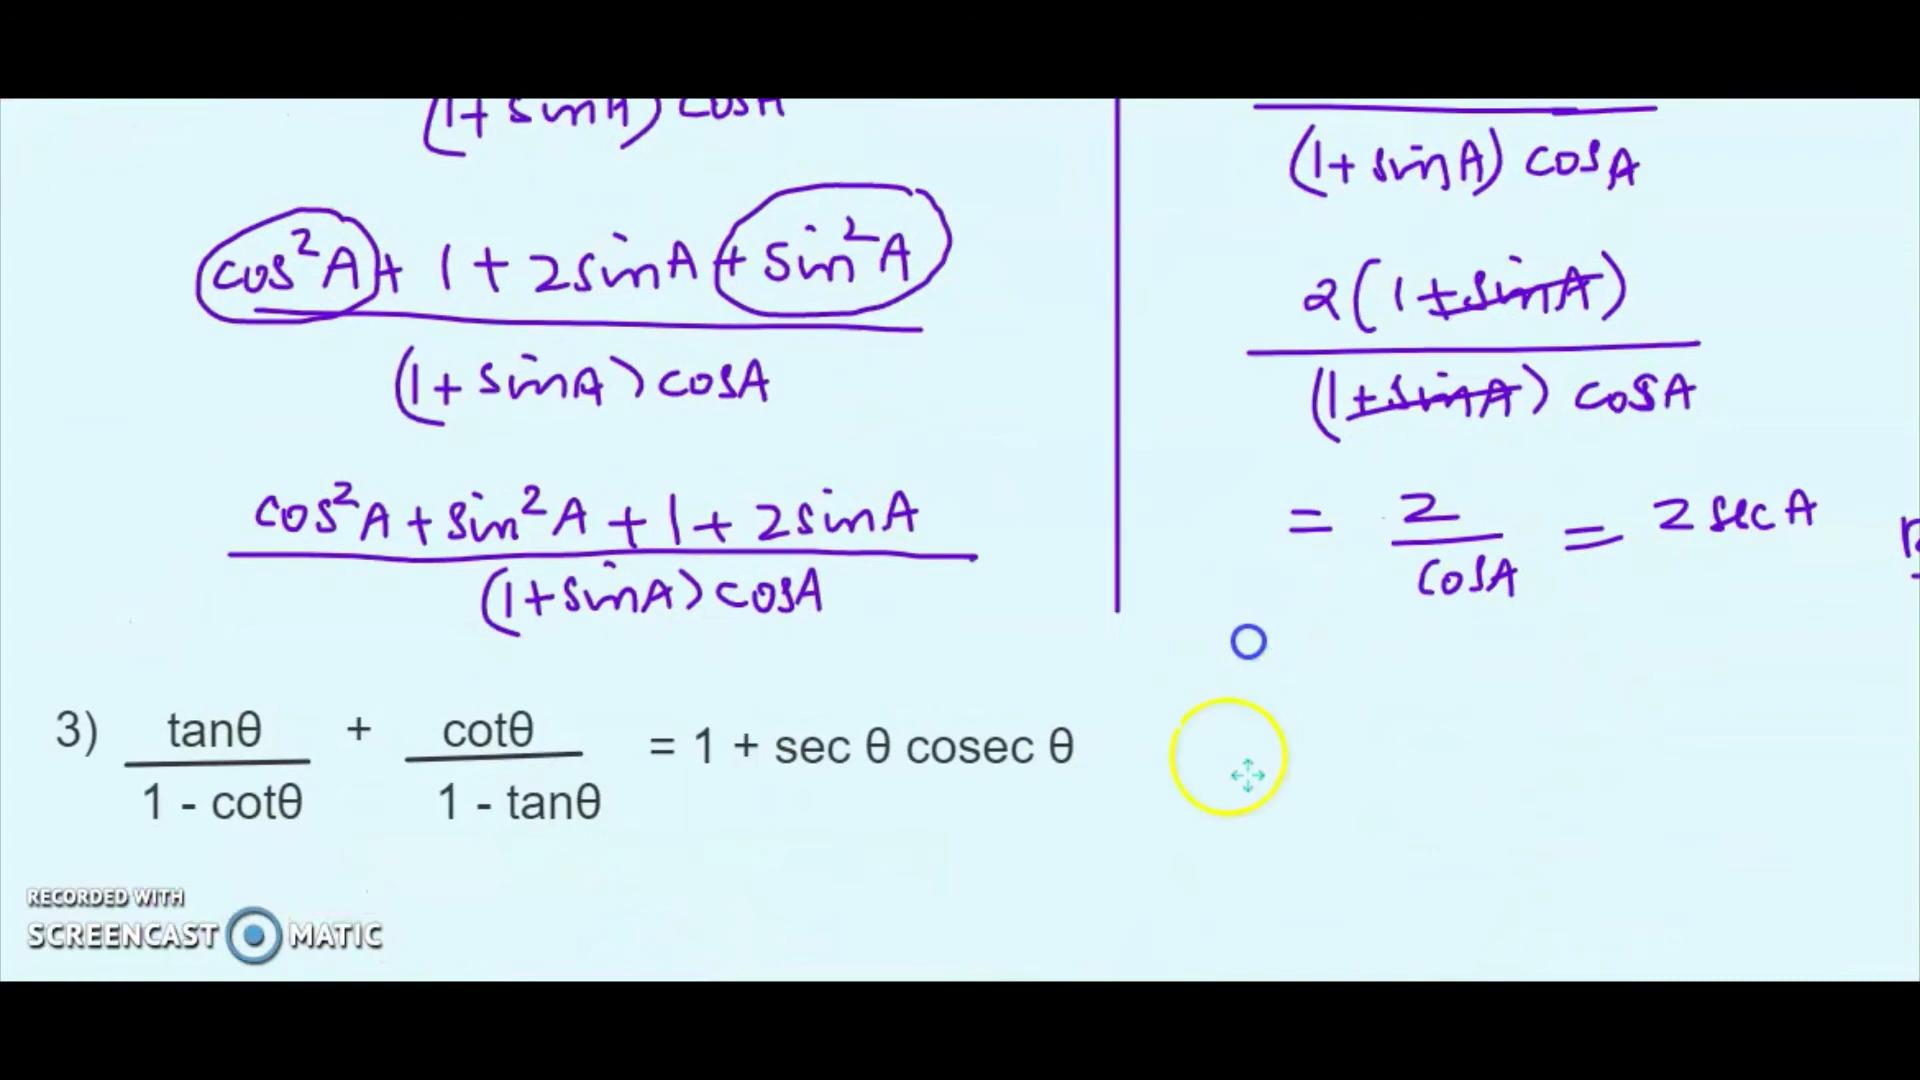 (1+sinA) cosA
cos²A + 1 + 2sinA + sin²A
(1+sinA) cosA
cos²A + sin²A + 1 + 2sinA
(1+sinA) cosA
(1+sinA) cosA
2(1+sinA)
(1+sinA) cosA
= 2 / cosA = 2 sec A
3) tanθ + cotθ = 1 + sec θ cosec θ
1 - cotθ 1 - tanθ
RECORDED WITH
SCREENCAST MATIC